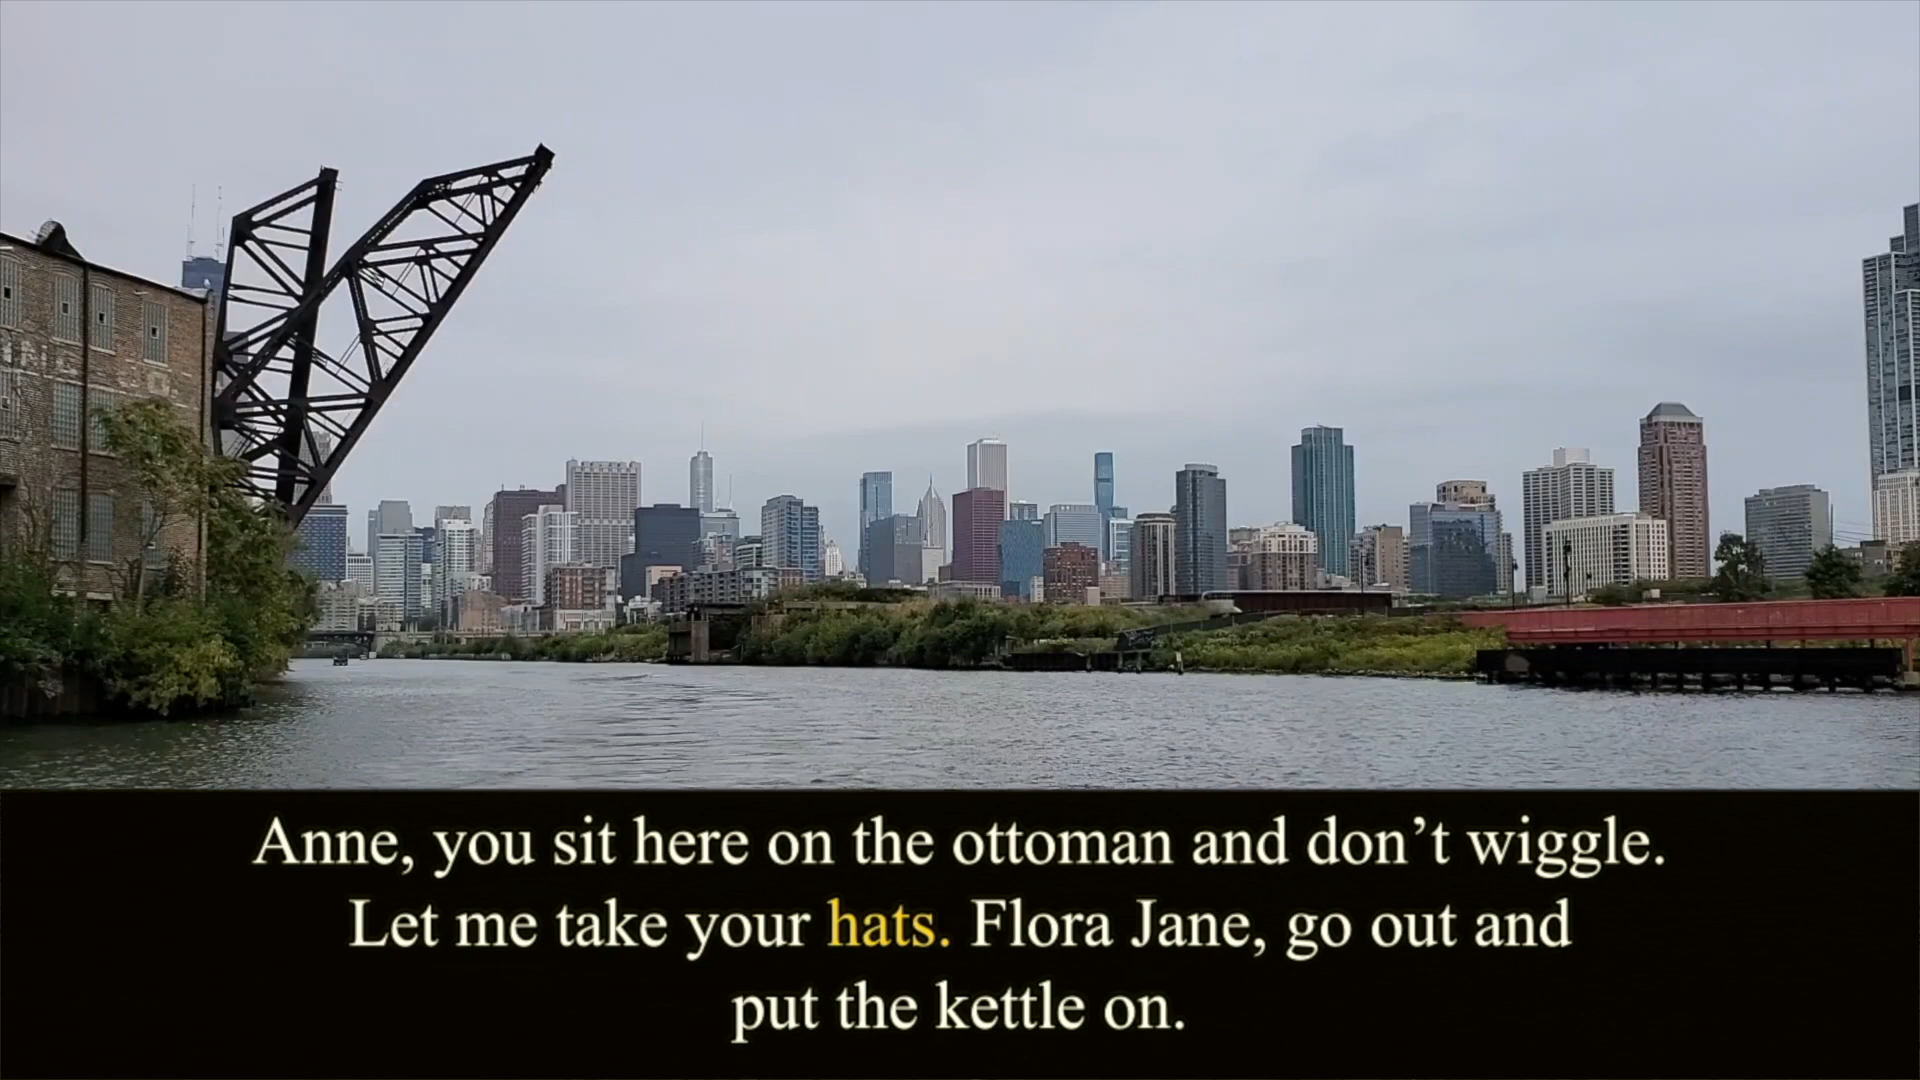 Anne, you sit here on the ottoman and don’t wiggle.
Let me take your hats. Flora Jane, go out and
put the kettle on.